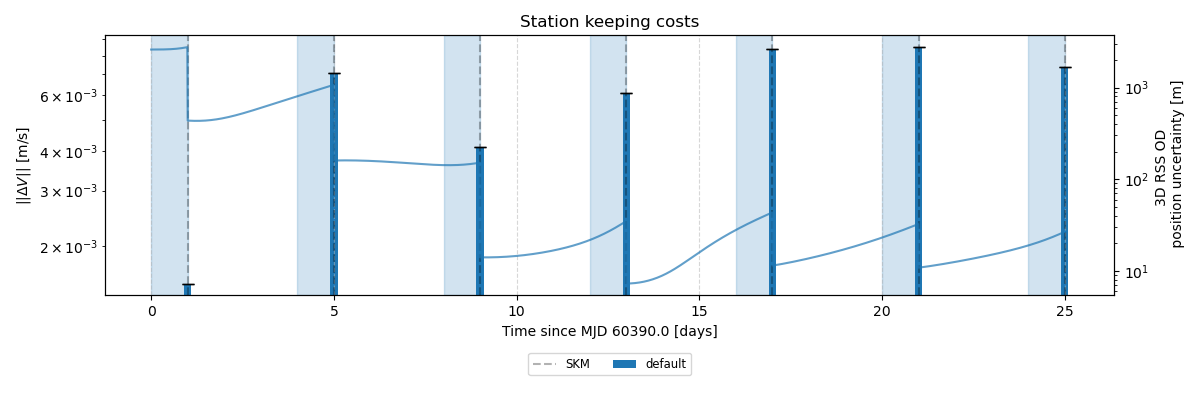 Station keeping costs
6 × 10⁻³
4 × 10⁻³
3 × 10⁻³
2 × 10⁻³
||ΔV|| [m/s]
10³
10²
10¹
3D RSS OD
position uncertainty [m]
0 5 10 15 20 25
Time since MJD 60390.0 [days]
SKM default